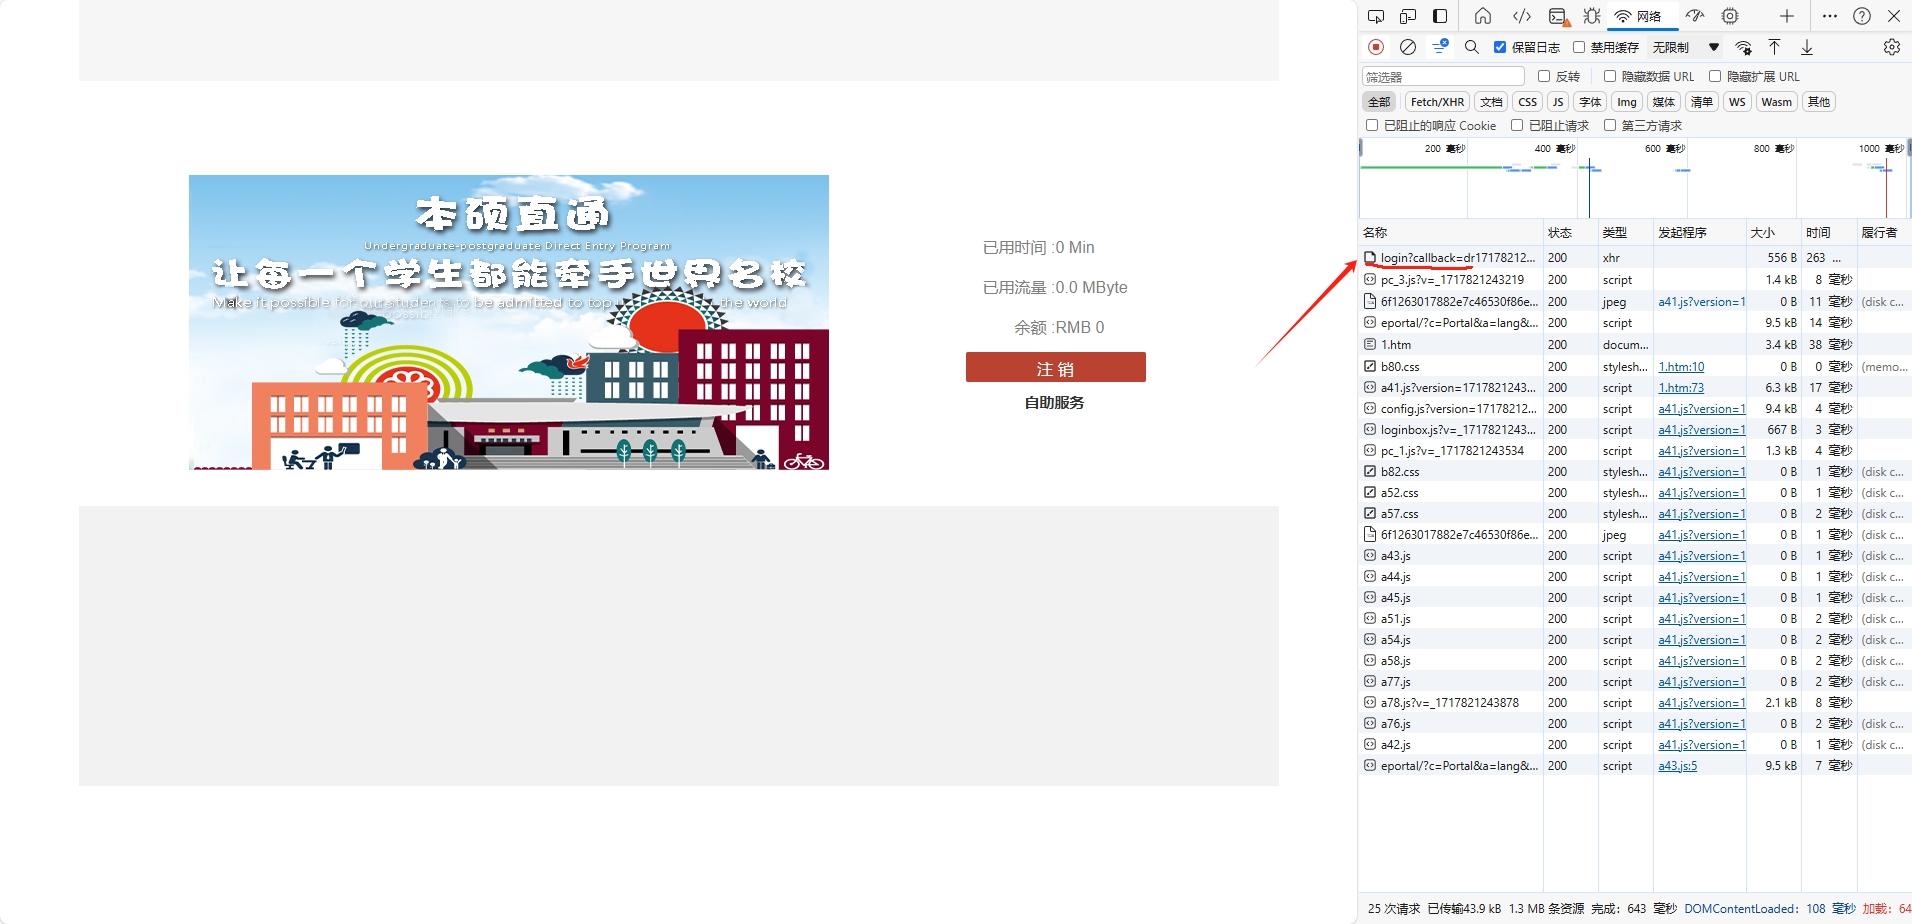 本硕直通
Undergraduate-postgraduate Direct Entry Program
让每一个学生都能牵手世界名校
Make it possible for our students to be admitted to top
the world
possible
已用时间 :0 Min
已用流量 :0.0 MByte
余额 :RMB 0
注 销
自助服务
网络
保留日志 禁用缓存 无限制
筛选器 反转 隐藏数据 URL 隐藏扩展 URL
全部 Fetch/XHR 文档 CSS JS 字体 Img 媒体 清单 WS Wasm 其他
已阻止的响应 Cookie 已阻止请求 第三方请求
200 毫秒 400 毫秒 600 毫秒 800 毫秒 1000 毫秒
名称 状态 类型 发起程序 大小 时间 履行者
login?callback=dr17178212... 200 xhr 556 B 263 ...
pc_3.js?v=_1717821243219 200 script 1.4 kB 8 毫秒
6f1263017882e7c46530f86e... 200 jpeg a41.js?version=1 0 B 11 毫秒 (disk c...
eportal/?c=Portal&a=lang&... 200 script 9.5 kB 14 毫秒
1.htm 200 docum... 3.4 kB 38 毫秒
b80.css 200 stylesh... 1.htm:10 0 B 0 毫秒 (memo...
a41.js?version=1717821243... 200 script 1.htm:73 6.3 kB 17 毫秒
config.js?version=17178212... 200 script a41.js?version=1 9.4 kB 4 毫秒
loginbox.js?v=_1717821243... 200 script a41.js?version=1 667 B 3 毫秒
pc_1.js?v=_1717821243534 200 script a41.js?version=1 1.3 kB 4 毫秒
b82.css 200 stylesh... a41.js?version=1 0 B 1 毫秒 (disk c...
a52.css 200 stylesh... a41.js?version=1 0 B 1 毫秒 (disk c...
a57.css 200 stylesh... a41.js?version=1 0 B 2 毫秒 (disk c...
6f1263017882e7c46530f86e... 200 jpeg a41.js?version=1 0 B 1 毫秒 (disk c...
a43.js 200 script a41.js?version=1 0 B 1 毫秒 (disk c...
a44.js 200 script a41.js?version=1 0 B 1 毫秒 (disk c...
a45.js 200 script a41.js?version=1 0 B 1 毫秒 (disk c...
a51.js 200 script a41.js?version=1 0 B 2 毫秒 (disk c...
a54.js 200 script a41.js?version=1 0 B 2 毫秒 (disk c...
a58.js 200 script a41.js?version=1 0 B 2 毫秒 (disk c...
a77.js 200 script a41.js?version=1 0 B 2 毫秒 (disk c...
a78.js?v=_1717821243878 200 script a41.js?version=1 2.1 kB 8 毫秒
a76.js 200 script a41.js?version=1 0 B 2 毫秒 (disk c...
a42.js 200 script a41.js?version=1 0 B 1 毫秒 (disk c...
eportal/?c=Portal&a=lang&... 200 script a43.js:5 9.5 kB 7 毫秒
25 次请求 已传输43.9 kB 1.3 MB 条资源 完成: 643 毫秒 DOMContentLoaded: 108 毫秒 加载: 64